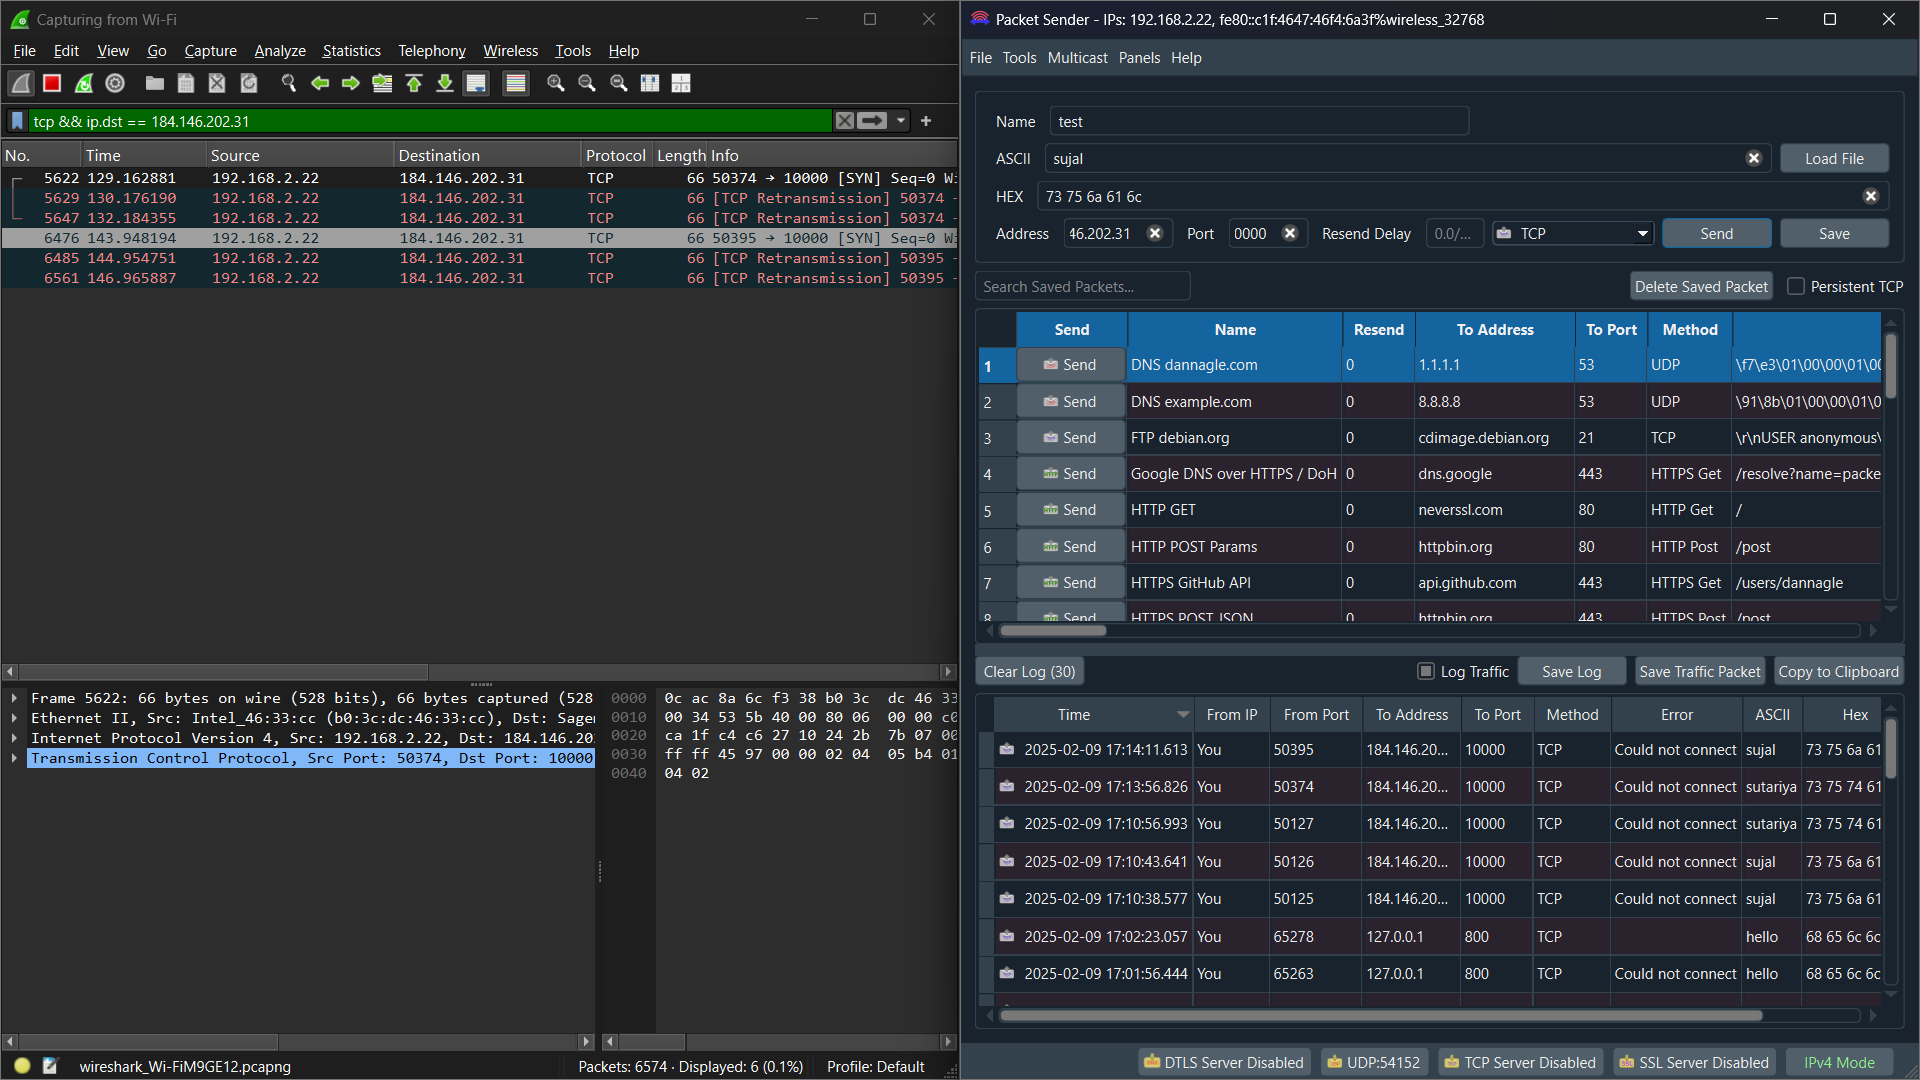 Capturing from Wi-Fi
File Edit View Go Capture Analyze Statistics Telephony Wireless Tools Help
tcp && ip.dst == 184.146.202.31
No. Time Source Destination Protocol Length Info
5622 129.162881 192.168.2.22 184.146.202.31 TCP 66 50374 → 10000 [SYN] Seq=0 Wi
5629 130.176190 192.168.2.22 184.146.202.31 TCP 66 [TCP Retransmission] 50374
5647 132.184355 192.168.2.22 184.146.202.31 TCP 66 [TCP Retransmission] 50374
6476 143.948194 192.168.2.22 184.146.202.31 TCP 66 50395 → 10000 [SYN] Seq=0 Wi
6485 144.954751 192.168.2.22 184.146.202.31 TCP 66 [TCP Retransmission] 50395
6561 146.965887 192.168.2.22 184.146.202.31 TCP 66 [TCP Retransmission] 50395
Frame 5622: 66 bytes on wire (528 bits), 66 bytes captured (528
Ethernet II, Src: Intel_46:33:cc (b0:3c:dc:46:33:cc), Dst: Sagem
Internet Protocol Version 4, Src: 192.168.2.22, Dst: 184.146.20
Transmission Control Protocol, Src Port: 50374, Dst Port: 10000
0000 0c ac 8a 6c f3 38 b0 3c dc 46 33
0010 00 34 53 5b 40 00 80 06 00 00 c0
0020 ca 1f c4 c6 27 10 24 2b 7b 07 00
0030 ff ff 45 97 00 00 02 04 05 b4 01
0040 04 02
wireshark_Wi-FiM9GE12.pcapng
Packets: 6574 · Displayed: 6 (0.1%)
Profile: Default
Packet Sender - IPs: 192.168.2.22, fe80::c1f:4647:46f4:6a3f%wireless_32768
File Tools Multicast Panels Help
Name test
ASCII sujal Load File
HEX 73 75 6a 61 6c
Address 46.202.31 Port 0000 Resend Delay 0.0/... TCP Send Save
Search Saved Packets... Delete Saved Packet Persistent TCP
Send Name Resend To Address To Port Method
1 Send DNS dannagle.com 0 1.1.1.1 53 UDP \f7\e3\01\00\00\01\00
2 Send DNS example.com 0 8.8.8.8 53 UDP \91\8b\01\00\00\01\0
3 Send FTP debian.org 0 cdimage.debian.org 21 TCP \r\nUSER anonymous\
4 Send Google DNS over HTTPS / DoH 0 dns.google 443 HTTPS Get /resolve?name=packe
5 Send HTTP GET 0 neverssl.com 80 HTTP Get /
6 Send HTTP POST Params 0 httpbin.org 80 HTTP Post /post
7 Send HTTPS GitHub API 0 api.github.com 443 HTTPS Get /users/dannagle
8 Send HTTPS POST JSON 0 httpbin.org 443 HTTPS Post /post
Clear Log (30) Log Traffic Save Log Save Traffic Packet Copy to Clipboard
Time From IP From Port To Address To Port Method Error ASCII Hex
2025-02-09 17:14:11.613 You 50395 184.146.20... 10000 TCP Could not connect sujal 73 75 6a 61
2025-02-09 17:13:56.826 You 50374 184.146.20... 10000 TCP Could not connect sutariya 73 75 74 61
2025-02-09 17:10:56.993 You 50127 184.146.20... 10000 TCP Could not connect sutariya 73 75 74 61
2025-02-09 17:10:43.641 You 50126 184.146.20... 10000 TCP Could not connect sujal 73 75 6a 61
2025-02-09 17:10:38.577 You 50125 184.146.20... 10000 TCP Could not connect sujal 73 75 6a 61
2025-02-09 17:02:23.057 You 65278 127.0.0.1 800 TCP hello 68 65 6c 6c
2025-02-09 17:01:56.444 You 65263 127.0.0.1 800 TCP Could not connect hello 68 65 6c 6c
DTLS Server Disabled UDP:54152 TCP Server Disabled SSL Server Disabled IPv4 Mode